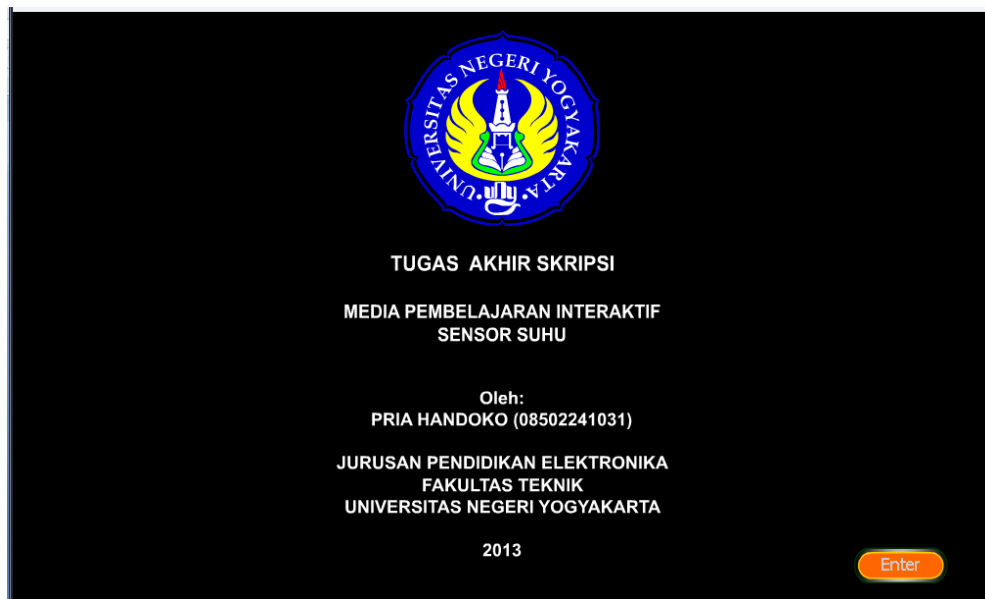 UNIVERSITAS NEGERI YOGYAKARTA
uny
TUGAS AKHIR SKRIPSI
MEDIA PEMBELAJARAN INTERAKTIF
SENSOR SUHU
Oleh:
PRIA HANDOKO (08502241031)
JURUSAN PENDIDIKAN ELEKTRONIKA
FAKULTAS TEKNIK
UNIVERSITAS NEGERI YOGYAKARTA
2013
Enter